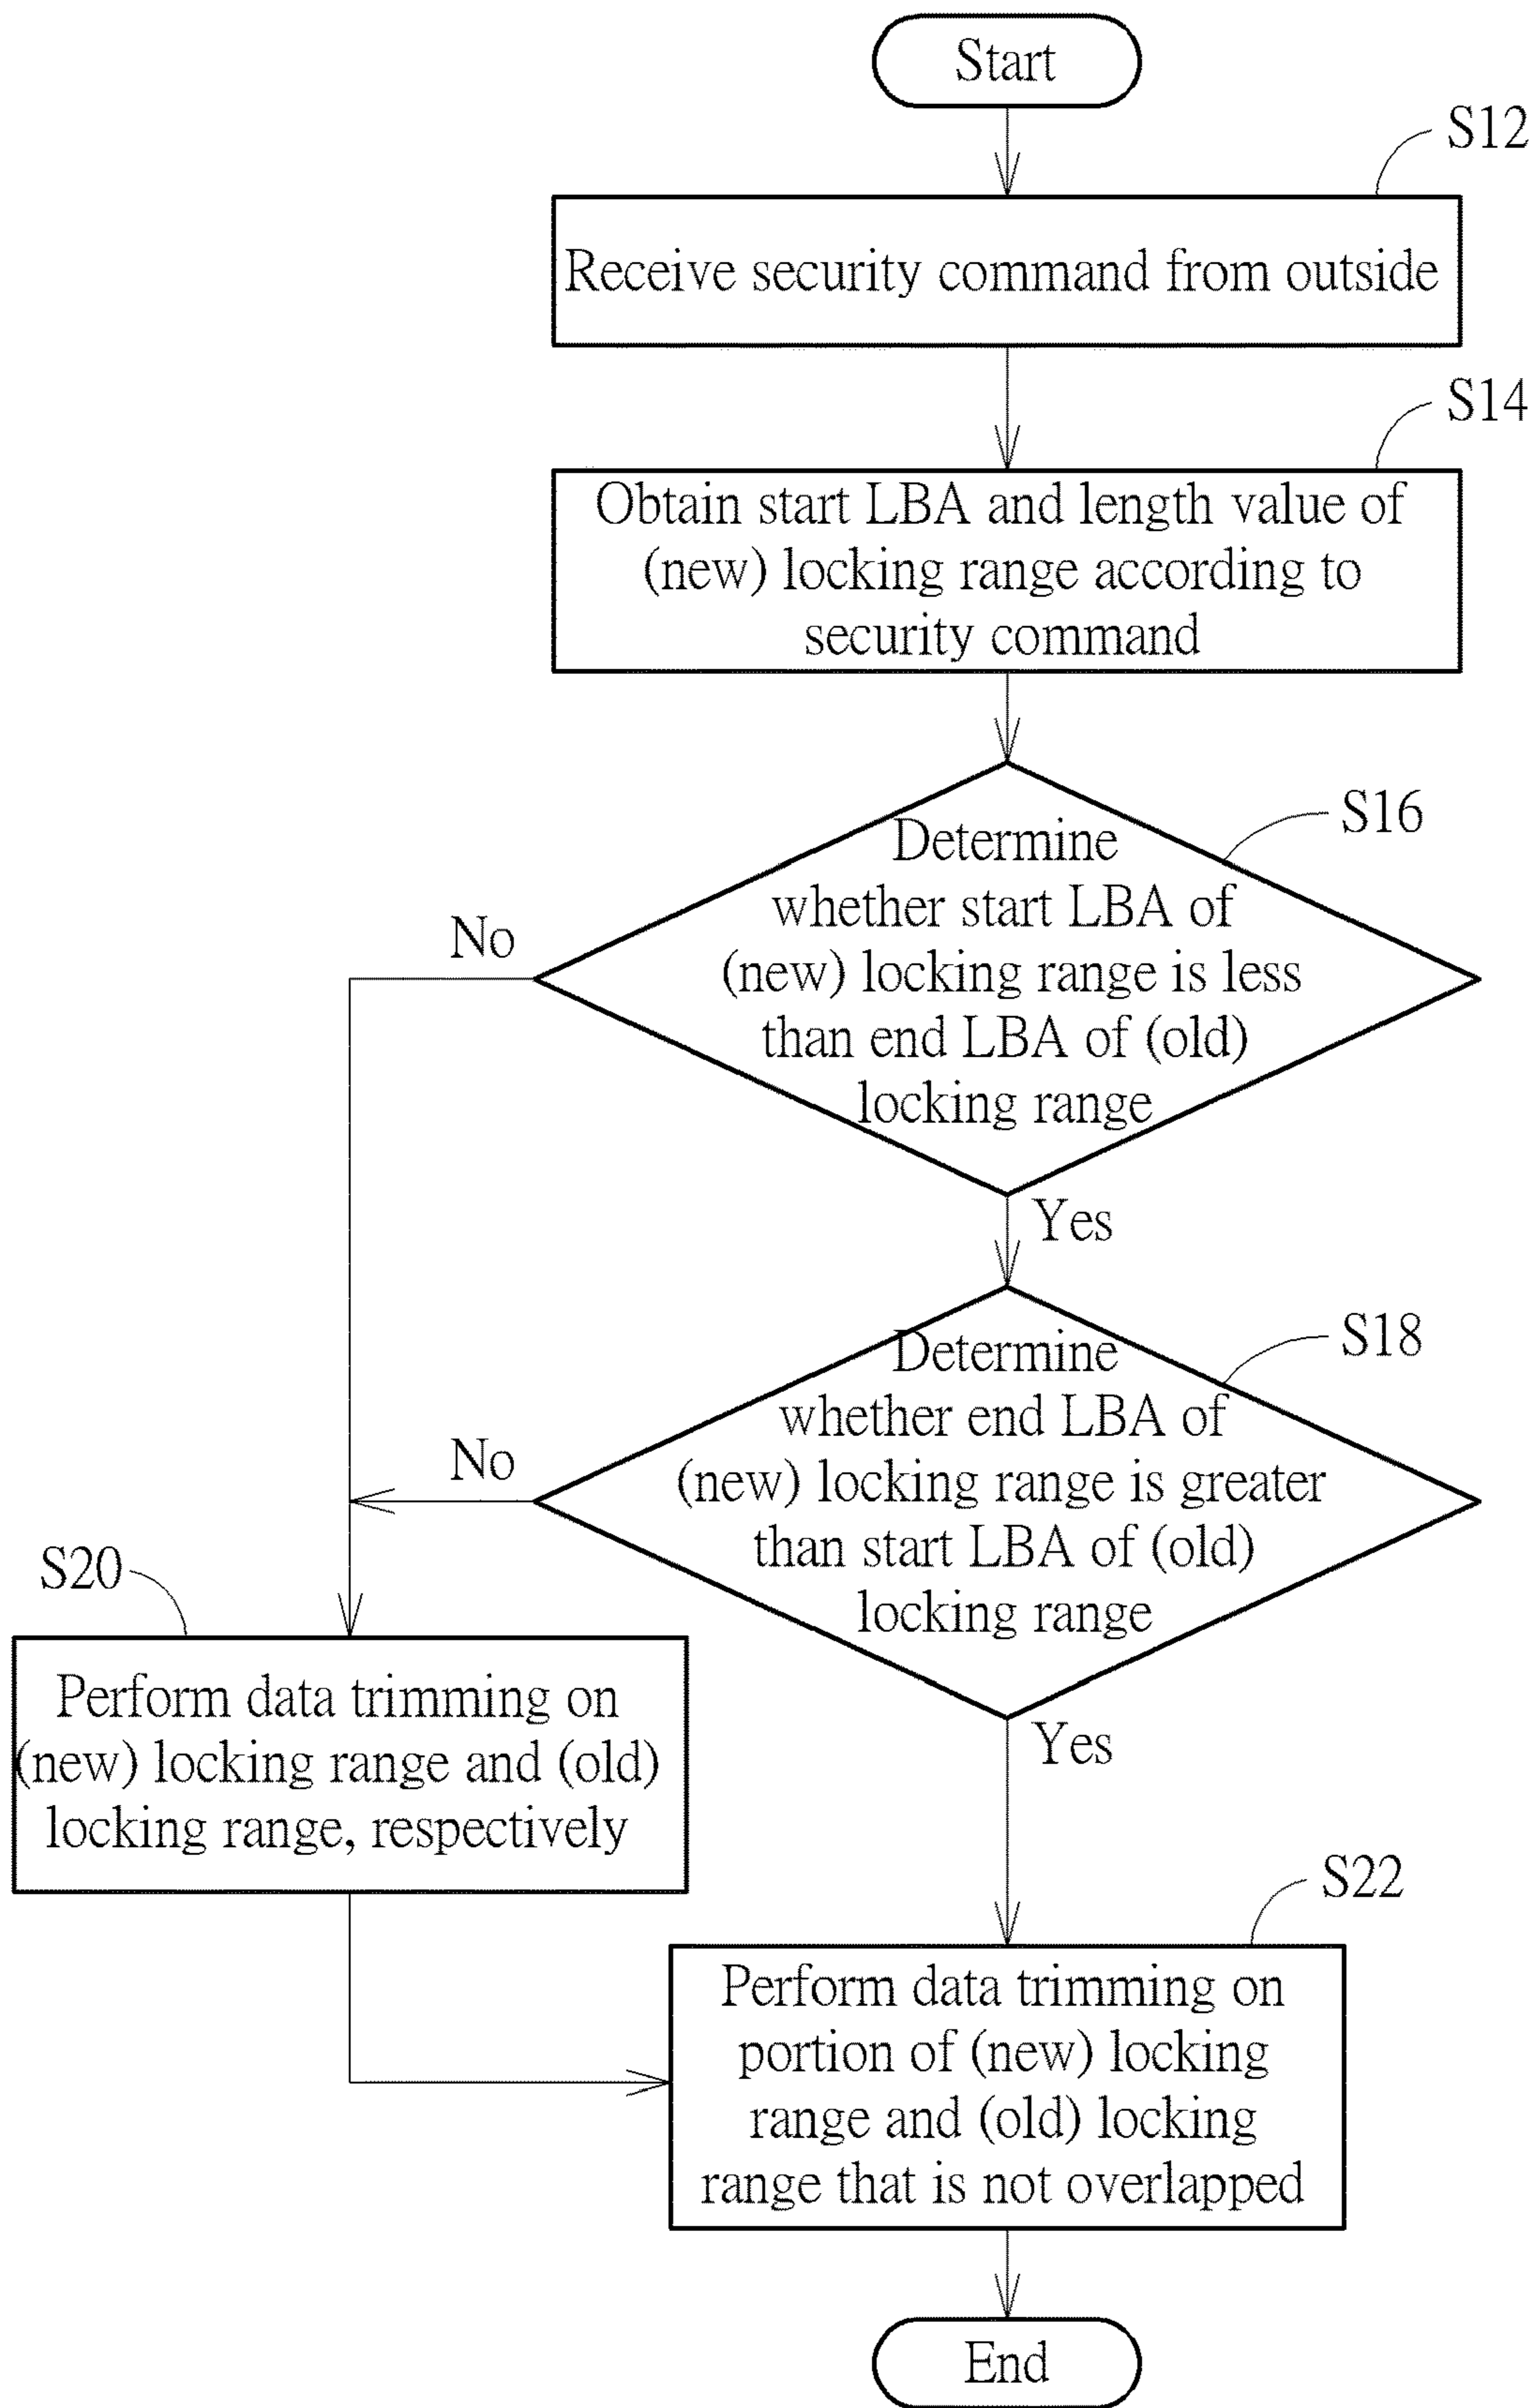 Start
S12
Receive security command from outside
S14
Obtain start LBA and length value of
(new) locking range according to
security command
S16
Determine
whether start LBA of
(new) locking range is less
than end LBA of (old)
locking range
No
Yes
S18
Determine
whether end LBA of
(new) locking range is greater
than start LBA of (old)
locking range
No
Yes
S20
Perform data trimming on
(new) locking range and (old)
locking range, respectively
S22
Perform data trimming on
portion of (new) locking
range and (old) locking
range that is not overlapped
End